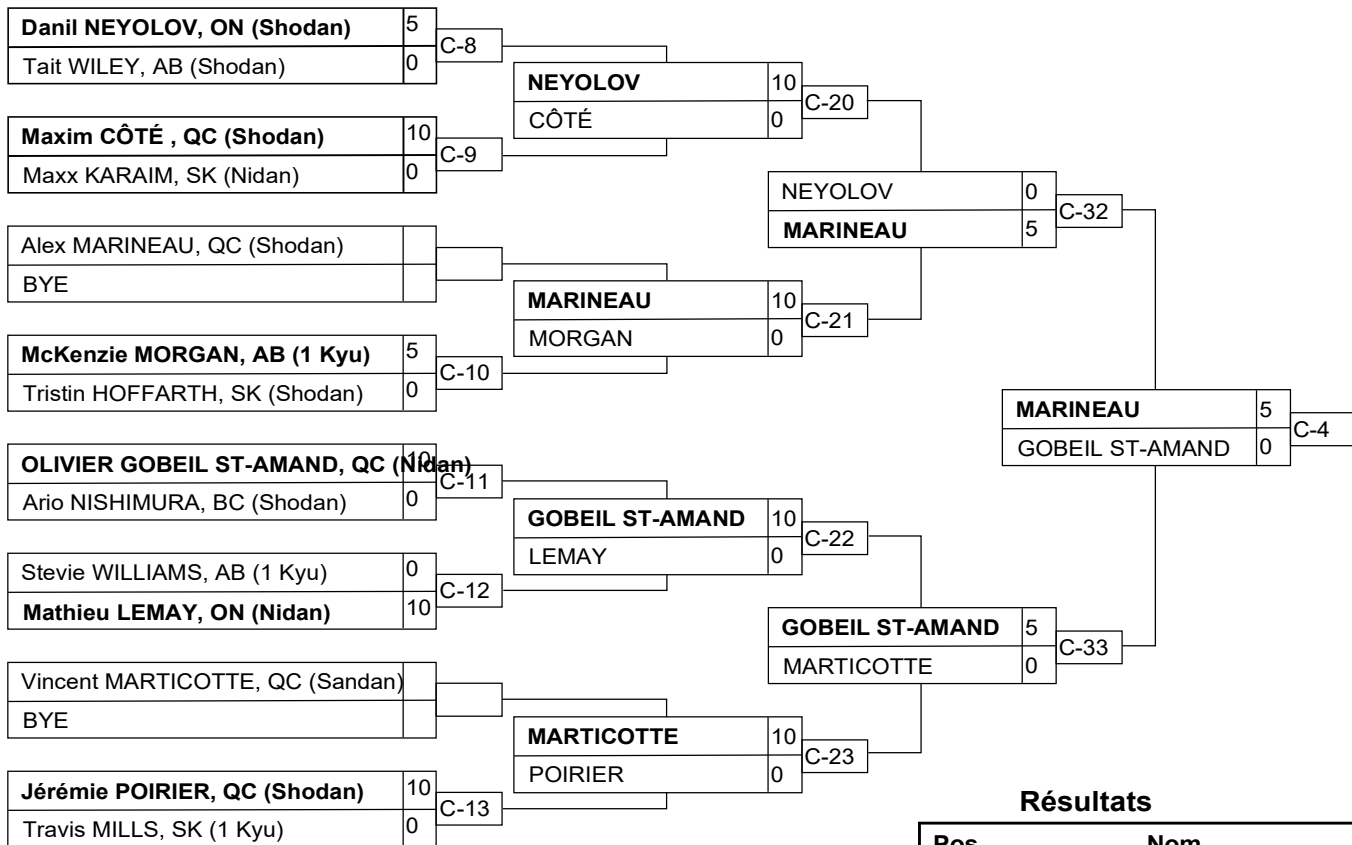 Danil NEYOLOV, ON (Shodan) 5
C-8
Tait WILEY, AB (Shodan) 0
Maxim CÔTÉ , QC (Shodan) 10
C-9
Maxx KARAIM, SK (Nidan) 0
Alex MARINEAU, QC (Shodan)
BYE
McKenzie MORGAN, AB (1 Kyu) 5
C-10
Tristin HOFFARTH, SK (Shodan) 0
OLIVIER GOBEIL ST-AMAND, QC (Nidan) 10
C-11
Ario NISHIMURA, BC (Shodan) 0
Stevie WILLIAMS, AB (1 Kyu) 0
C-12
Mathieu LEMAY, ON (Nidan) 10
Vincent MARTICOTTE, QC (Sandan)
BYE
Jérémie POIRIER, QC (Shodan) 10
C-13
Travis MILLS, SK (1 Kyu) 0
NEYOLOV 10
C-20
CÔTÉ 0
MARINEAU 10
C-21
MORGAN 0
GOBEIL ST-AMAND 10
C-22
LEMAY 0
MARTICOTTE 10
C-23
POIRIER 0
NEYOLOV 0
C-32
MARINEAU 5
GOBEIL ST-AMAND 5
C-33
MARTICOTTE 0
MARINEAU 5
C-4
GOBEIL ST-AMAND 0
Résultats
Pos Nom